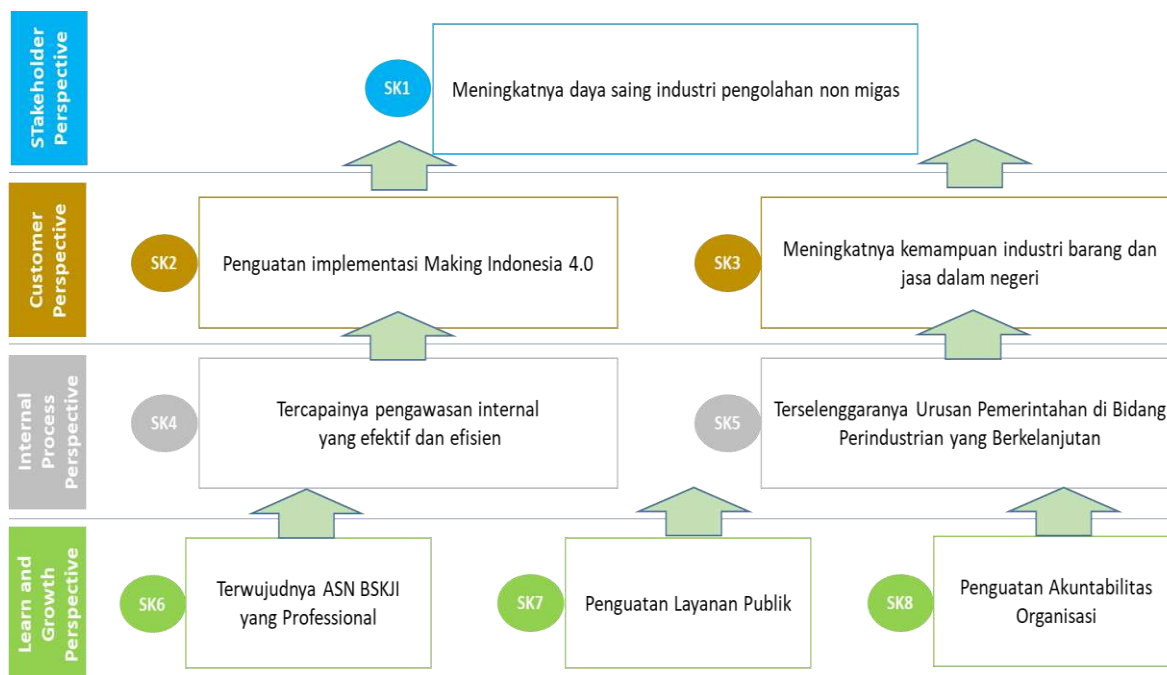 STakeholder
Perspective
SK1
Meningkatnya daya saing industri pengolahan non migas
Customer
Perspective
SK2
Penguatan implementasi Making Indonesia 4.0
SK3
Meningkatnya kemampuan industri barang dan
jasa dalam negeri
Internal
Process
Perspective
SK4
Tercapainya pengawasan internal
yang efektif dan efisien
SK5
Terselenggaranya Urusan Pemerintahan di Bidang
Perindustrian yang Berkelanjutan
Learn and
Growth
Perspective
SK6
Terwujudnya ASN BSKJI
yang Professional
SK7
Penguatan Layanan Publik
SK8
Penguatan Akuntabilitas
Organisasi